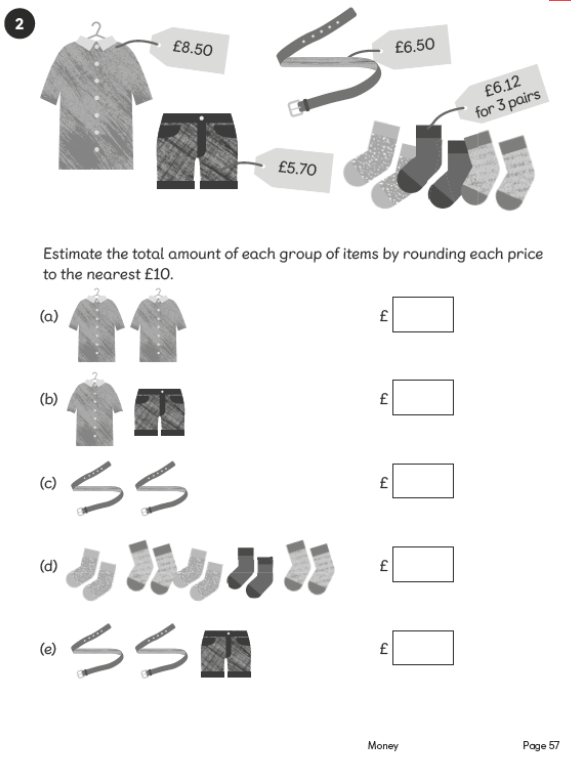 2
£8.50
£6.50
£6.12
for 3 pairs
£5.70
Estimate the total amount of each group of items by rounding each price
to the nearest £10.
(a) £
(b) £
(c) £
(d) £
(e) £
Money Page 57